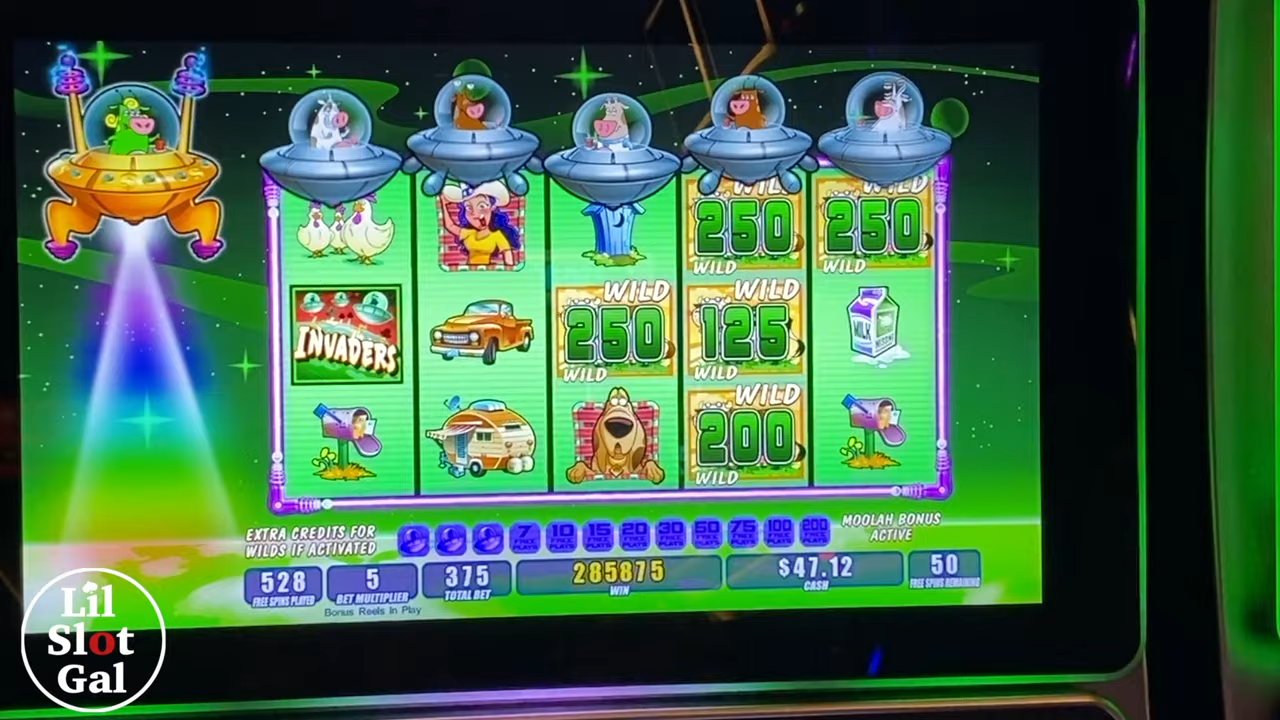 WILD
250
WILD
WILD
250
WILD
INVADERS
WILD
250
WILD
WILD
125
WILD
MILK
WILD
200
WILD
EXTRA CREDITS FOR
WILDS IF ACTIVATED
7 FREE PLAYS
10 FREE PLAYS
15 FREE PLAYS
20 FREE PLAYS
30 FREE PLAYS
50 FREE PLAYS
75 FREE PLAYS
100 FREE PLAYS
200 FREE PLAYS
MOOLAH BONUS
ACTIVE
528
FREE SPINS PLAYED
5
BET MULTIPLIER
375
TOTAL BET
285875
WIN
$47.12
CASH
50
FREE SPINS REMAINING
Bonus Reels In Play
Lil
Slot
Gal